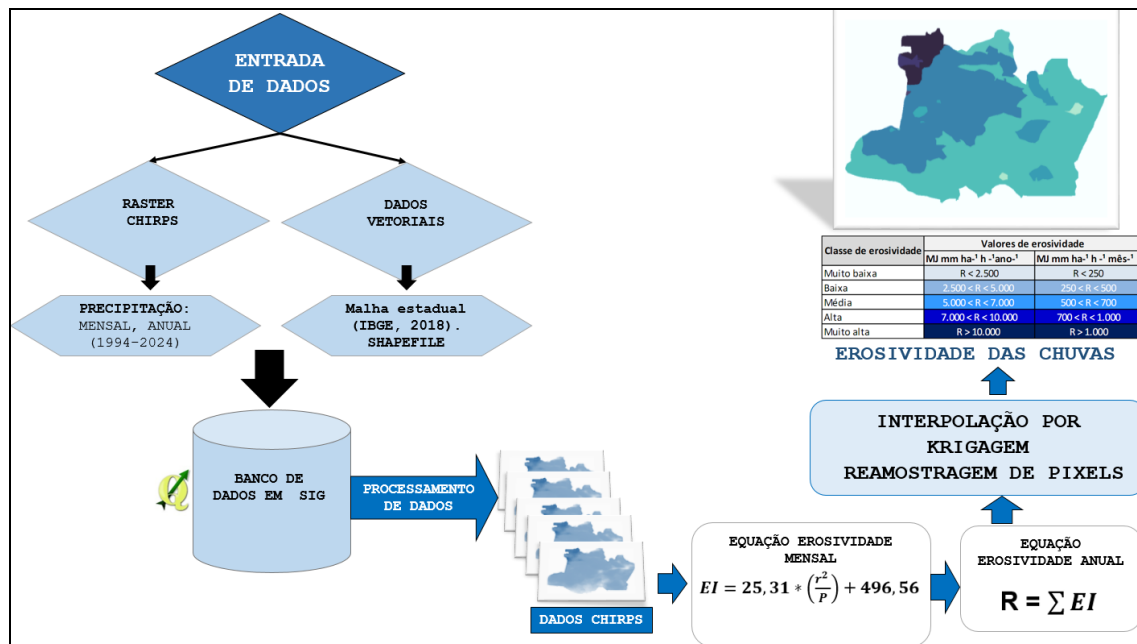 ENTRADA
DE DADOS
RASTER
CHIRPS
DADOS
VETORIAIS
PRECIPITAÇÃO:
MENSAL, ANUAL
(1994-2024)
Malha estadual
(IBGE, 2018).
SHAPEFILE
BANCO DE
DADOS EM SIG
PROCESSAMENTO
DE DADOS
DADOS CHIRPS
EQUAÇÃO EROSIVIDADE
MENSAL
EI = 25,31 * (r²/P) + 496,56
EQUAÇÃO
EROSIVIDADE ANUAL
R = ∑ EI
INTERPOLAÇÃO POR
KRIGAGEM
REAMOSTRAGEM DE PIXELS
EROSIVIDADE DAS CHUVAS
Classe de erosividade Valores de erosividade
MJ mm ha-¹ h -¹ano-¹ MJ mm ha-¹ h -¹ mês-¹
Muito baixa R < 2.500 R < 250
Baixa 2.500 < R < 5.000 250 < R < 500
Média 5.000 < R < 7.000 500 < R < 700
Alta 7.000 < R < 10.000 700 < R < 1.000
Muito alta R > 10.000 R > 1.000